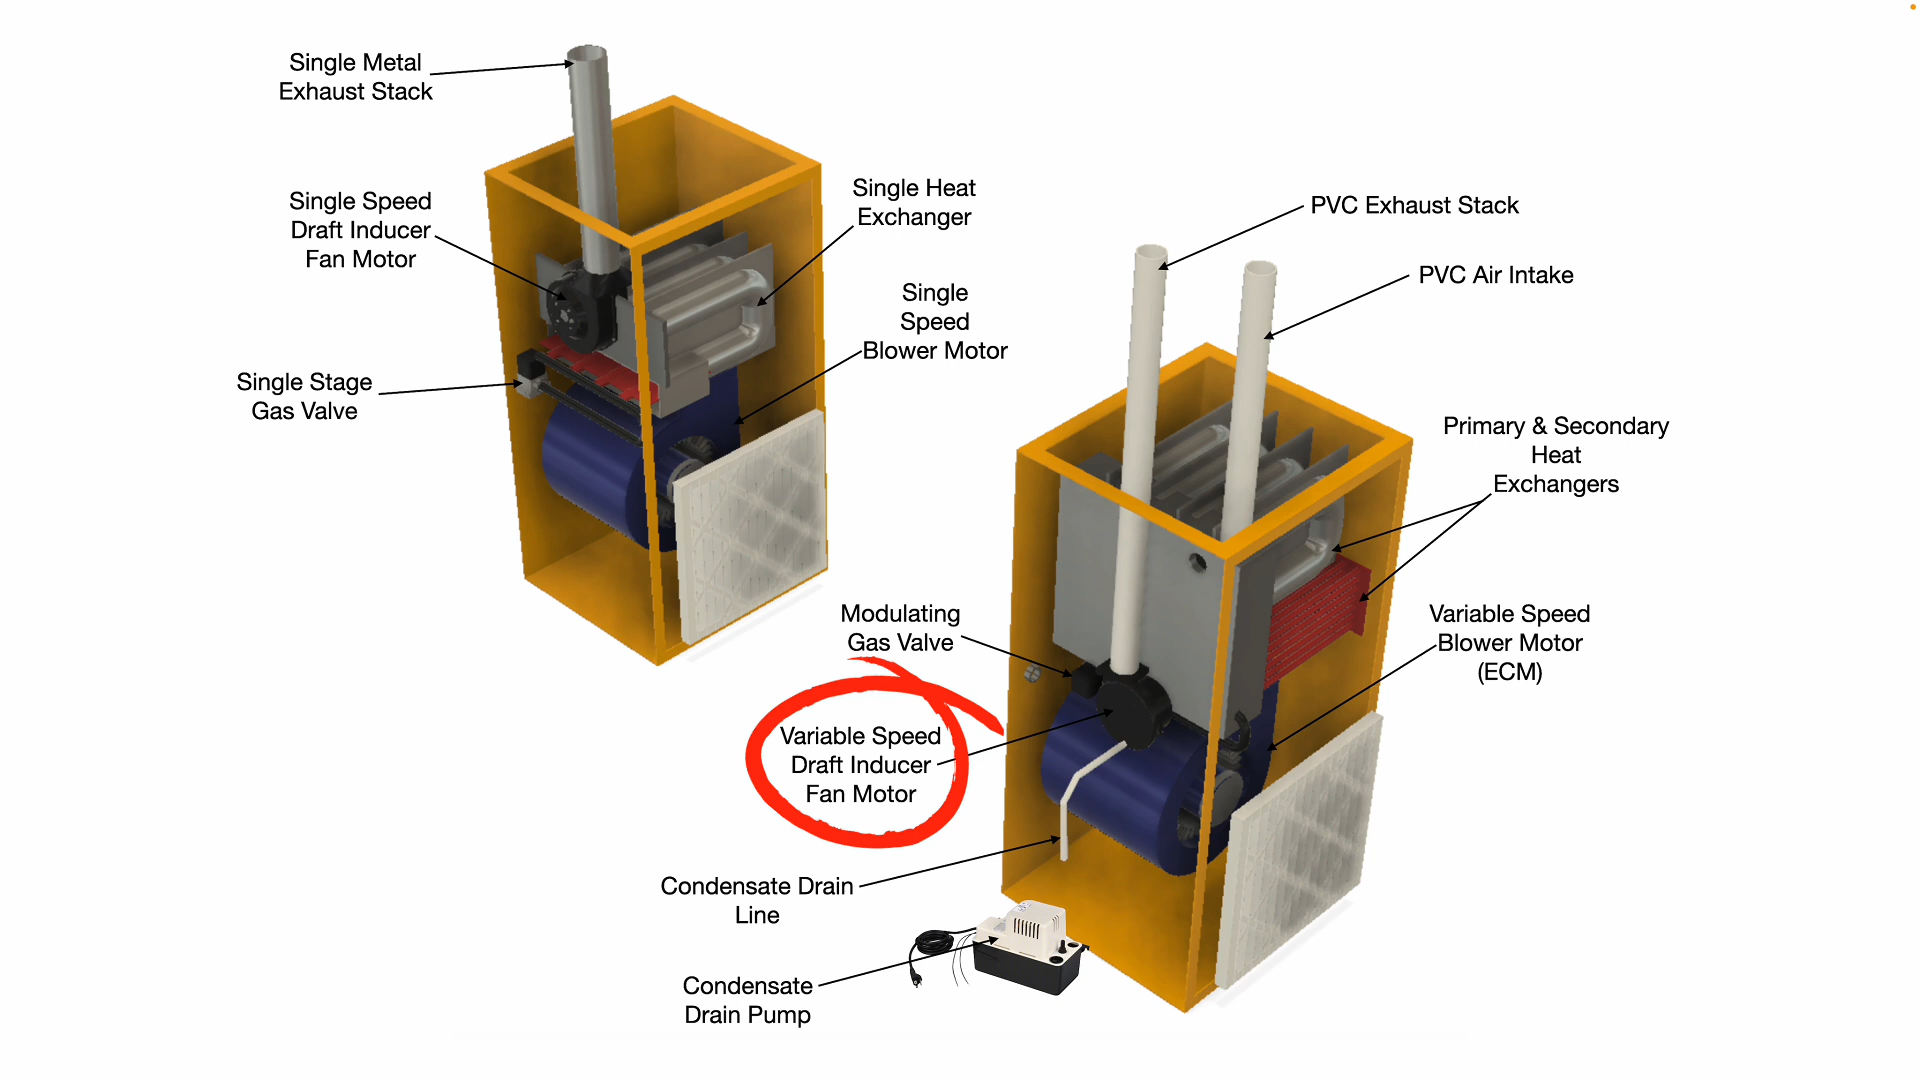 Single Metal
Exhaust Stack
Single Speed
Draft Inducer
Fan Motor
Single Stage
Gas Valve
Single Heat
Exchanger
Single
Speed
Blower Motor
PVC Exhaust Stack
PVC Air Intake
Primary & Secondary
Heat
Exchangers
Variable Speed
Blower Motor
(ECM)
Modulating
Gas Valve
Variable Speed
Draft Inducer
Fan Motor
Condensate Drain
Line
Condensate
Drain Pump